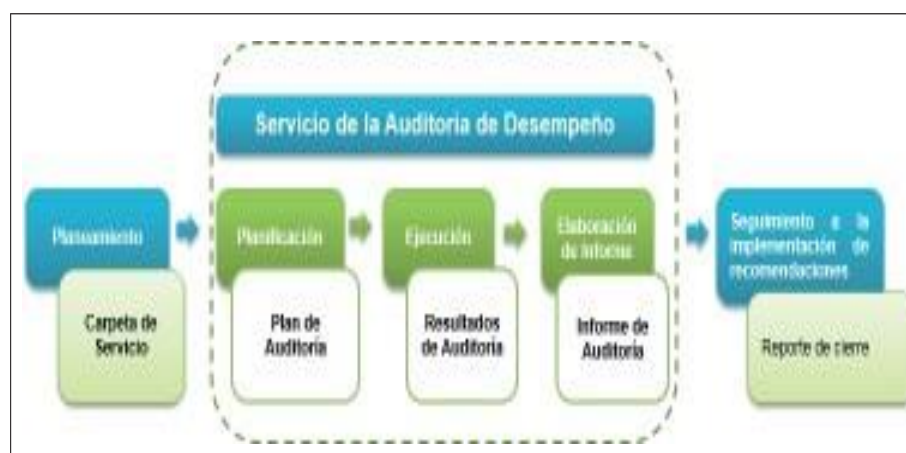 Servicio de la Auditoria de Desempeño
Planeamiento
Carpeta de
Servicio
Planificación
Plan de
Auditoría
Ejecución
Resultados
de Auditoría
Elaboración
de Informe
Informe de
Auditoría
Seguimiento a la
implementación de
recomendaciones
Reporte de cierre